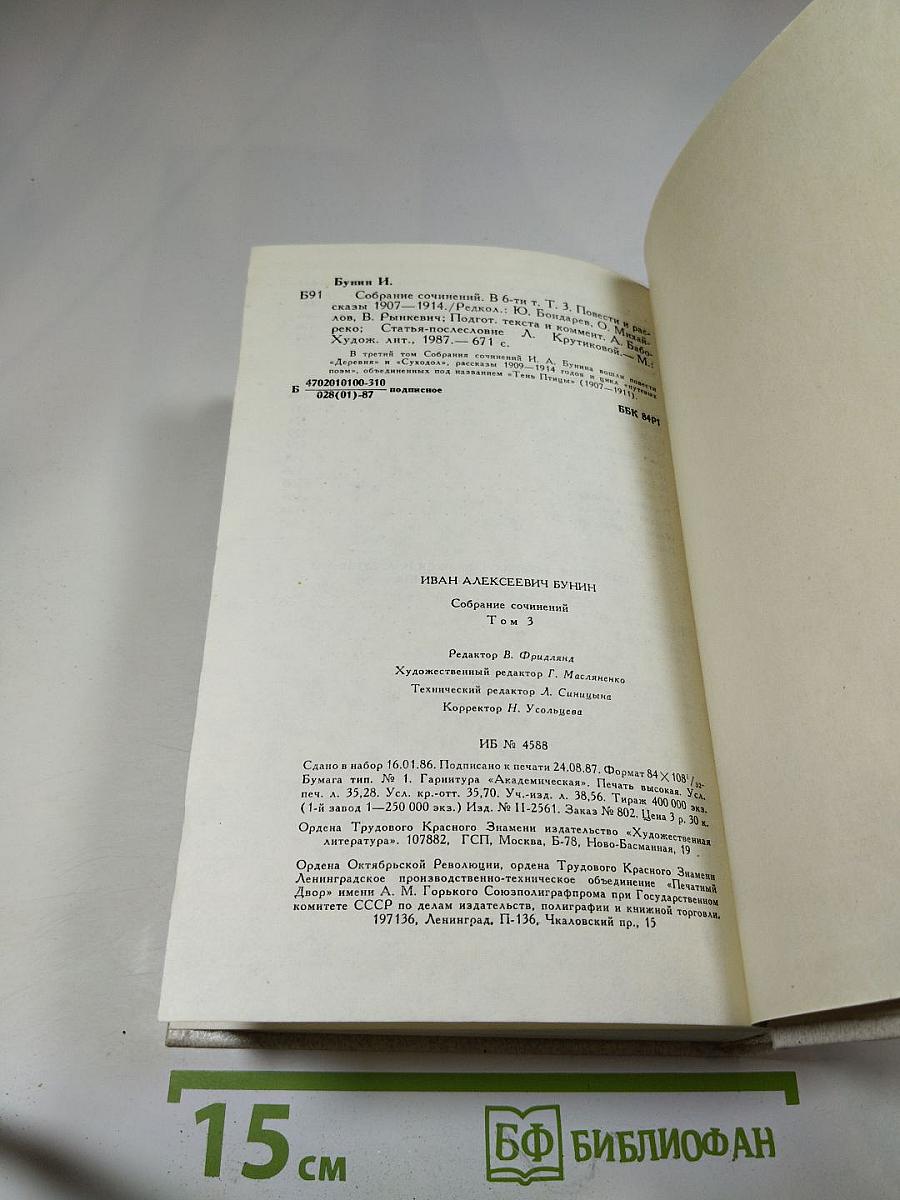 Бунин И.
Б91 Собрание сочинений. В 6-ти т. Т. 3. Повести и рас-
сказы 1907—1914./Редкол.: Ю. Бондарев, О. Михай-
лов, В. Рынкевич; Подгот. текста и коммент. А. Бабо-
реко; Статья-послесловие Л. Крутиковой.— М.:
Худож. лит., 1987.— 671 с.
В третий том Собрания сочинений И. А. Бунина вошли повести
«Деревня» и «Суходол», рассказы 1909—1914 годов и цикл «путевых
поэм», объединенных под названием «Тень Птицы» (1907—1911).
Б 4702010100-310
028(01)-87 подписное
ББК 84Р1
ИВАН АЛЕКСЕЕВИЧ БУНИН
Собрание сочинений
Том 3
Редактор В. Фридлянд
Художественный редактор Г. Масляненко
Технический редактор Л. Синицына
Корректор Н. Усольцева
ИБ № 4588
Сдано в набор 16.01.86. Подписано к печати 24.08.87. Формат 84×108¹/₃₂.
Бумага тип. № 1. Гарнитура «Академическая». Печать высокая. Усл.
печ. л. 35,28. Усл. кр.-отт. 35,70. Уч.-изд. л. 38,56. Тираж 400 000 экз.
(1-й завод 1—250 000 экз.) Изд. № II-2561. Заказ № 802. Цена 3 р. 30 к.
Ордена Трудового Красного Знамени издательство «Художественная
литература». 107882, ГСП, Москва, Б-78, Ново-Басманная, 19
Ордена Октябрьской Революции, ордена Трудового Красного Знамени
Ленинградское производственно-техническое объединение «Печатный
Двор» имени А. М. Горького Союзполиграфпрома при Государственном
комитете СССР по делам издательств, полиграфии и книжной торговли.
197136, Ленинград, П-136, Чкаловский пр., 15
15 см
БФ БИБЛИОФАН